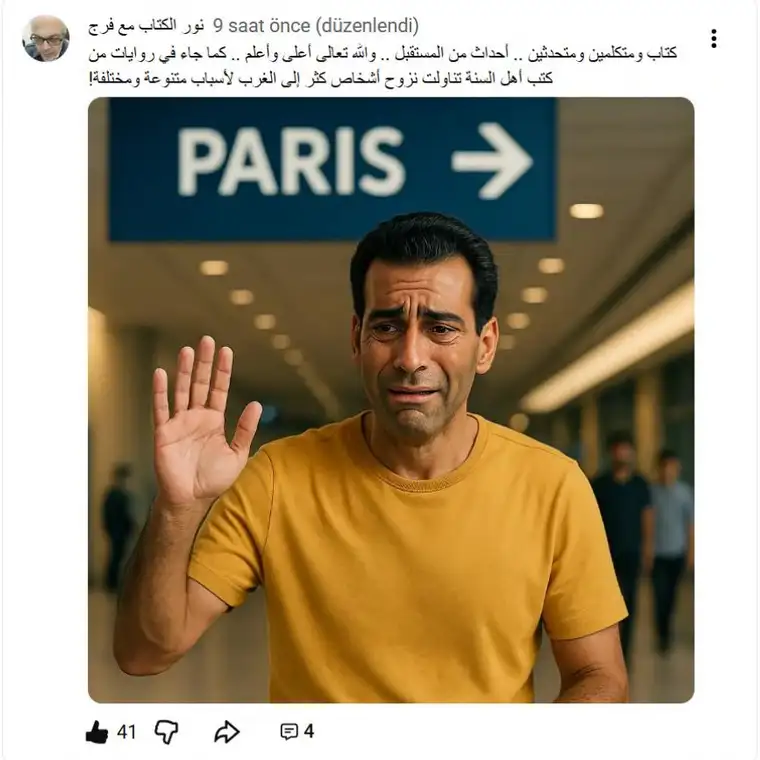 نور الكتاب مع فرج 9 saat önce (düzenlendi)
كتاب ومتكلمين ومتحدثين .. أحداث من المستقبل .. والله تعالى أعلى وأعلم .. كما جاء في روايات من
كتب أهل السنة تناولت نزوح أشخاص كثر إلى الغرب لأسباب متنوعة ومختلفة!
PARIS →
41
4